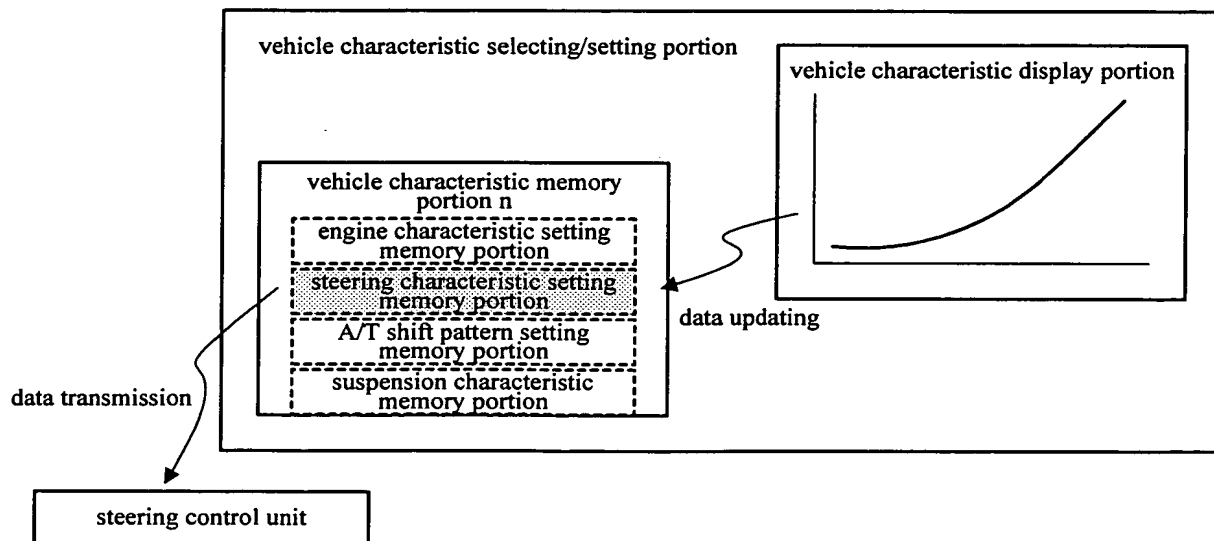 vehicle characteristic selecting/setting portion
vehicle characteristic display portion
vehicle characteristic memory
portion n
engine characteristic setting
memory portion
steering characteristic setting
memory portion
A/T shift pattern setting
memory portion
suspension characteristic
memory portion
data updating
data transmission
steering control unit